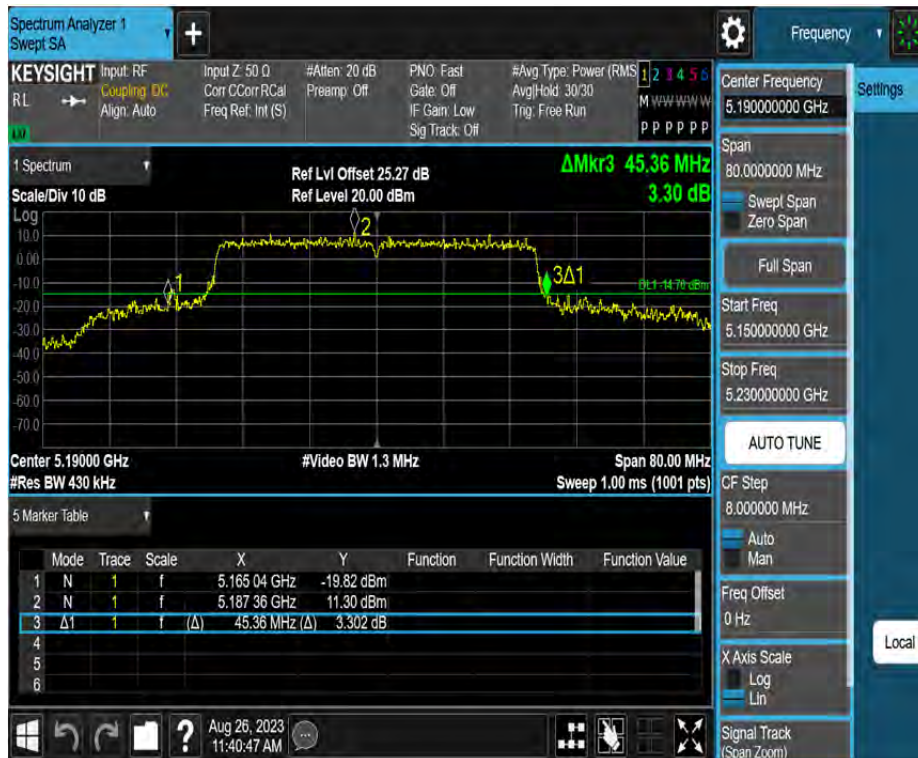 Spectrum Analyzer 1
Swept SA
+
Frequency
KEYSIGHT
RL
Input: RF
Coupling: DC
Align: Auto
Input Z: 50 Ω
Corr CCorr RCal
Freq Ref: Int (S)
#Atten: 20 dB
Preamp: Off
PNO: Fast
Gate: Off
IF Gain: Low
Sig Track: Off
#Avg Type: Power (RMS
Avg|Hold: 30/30
Trig: Free Run
1 2 3 4 5 6
M W W W W W
P P P P P P
1 Spectrum
Scale/Div 10 dB
Ref Lvl Offset 25.27 dB
Ref Level 20.00 dBm
ΔMkr3 45.36 MHz
3.30 dB
Log
10.0
0.00
-10.0
-20.0
-30.0
-40.0
-50.0
-60.0
-70.0
1
2
3Δ1
DL1 -14.70 dBm
Center 5.19000 GHz
#Video BW 1.3 MHz
Span 80.00 MHz
#Res BW 430 kHz
Sweep 1.00 ms (1001 pts)
5 Marker Table
Mode Trace Scale X Y Function Function Width Function Value
1 N 1 f 5.165 04 GHz -19.82 dBm
2 N 1 f 5.187 36 GHz 11.30 dBm
3 Δ1 1 f (Δ) 45.36 MHz (Δ) 3.302 dB
4
5
6
?
Aug 26, 2023
11:40:47 AM
Center Frequency
5.190000000 GHz
Settings
Span
80.0000000 MHz
Swept Span
Zero Span
Full Span
Start Freq
5.150000000 GHz
Stop Freq
5.230000000 GHz
AUTO TUNE
CF Step
8.000000 MHz
Auto
Man
Freq Offset
0 Hz
Local
X Axis Scale
Log
Lin
Signal Track
(Span Zoom)